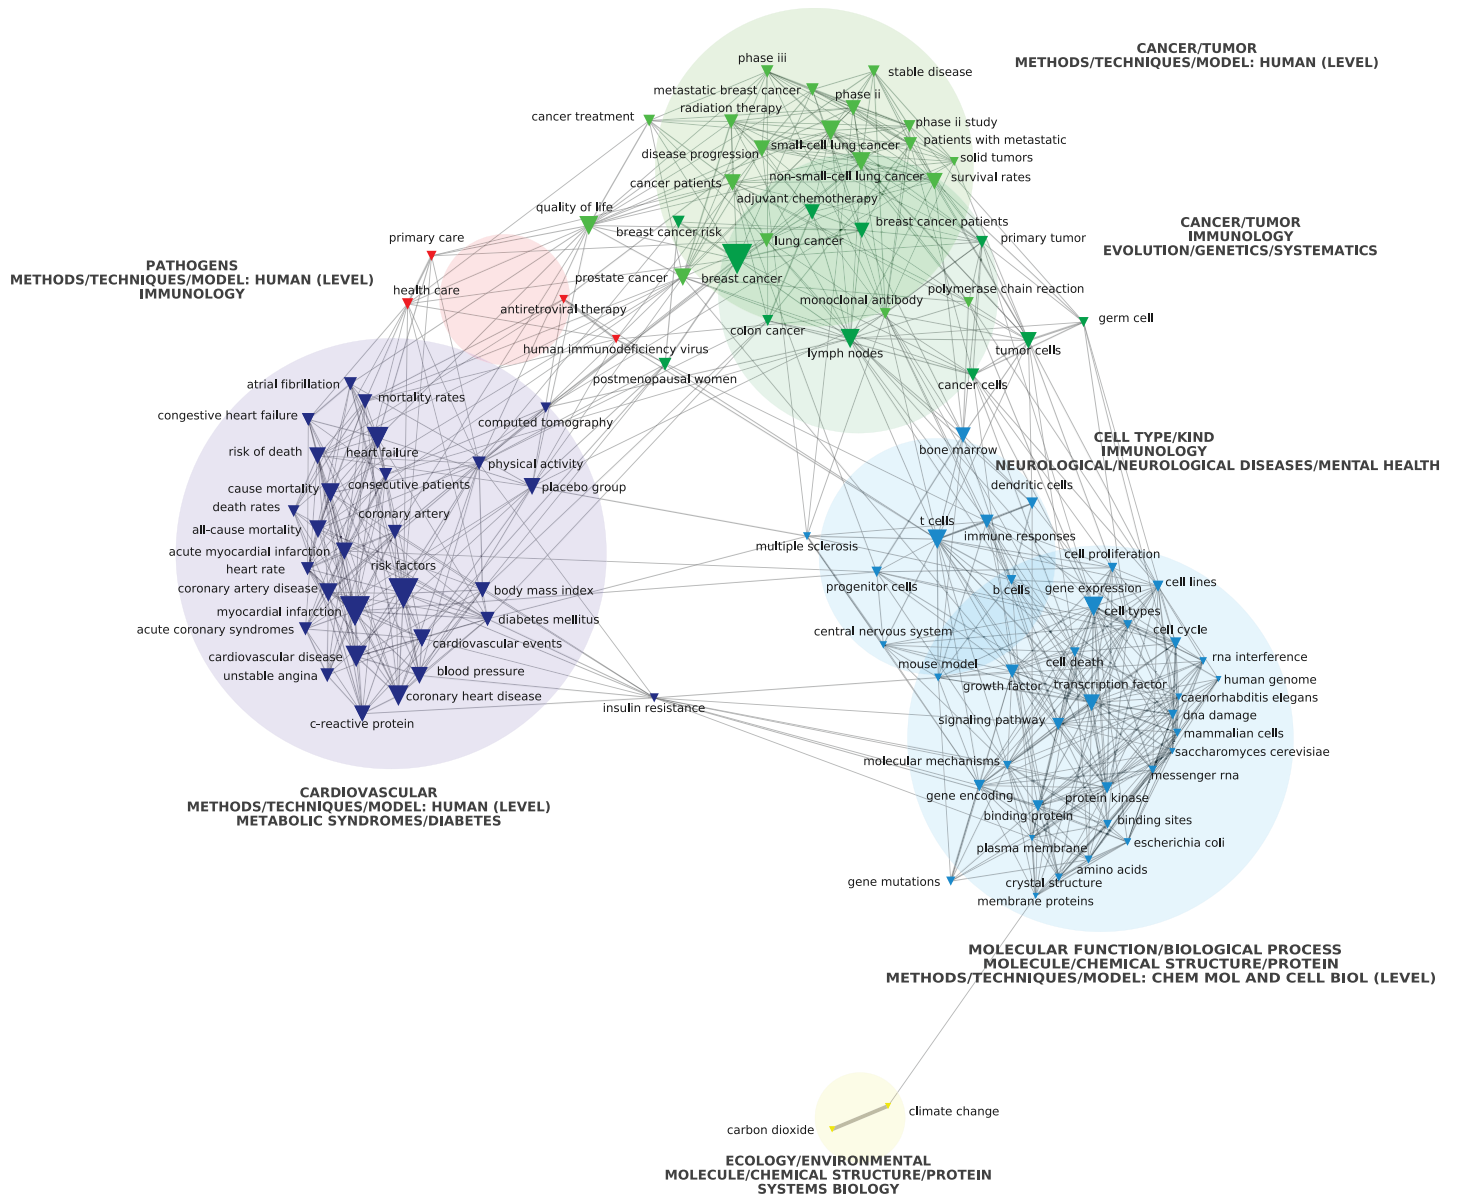 CANCER/TUMOR
METHODS/TECHNIQUES/MODEL: HUMAN (LEVEL)
phase iii
stable disease
metastatic breast cancer
phase ii
radiation therapy
cancer treatment
phase ii study
patients with metastatic
small-cell lung cancer
disease progression
solid tumors
non-small-cell lung cancer
survival rates
cancer patients
adjuvant chemotherapy
quality of life
breast cancer patients
CANCER/TUMOR
IMMUNOLOGY
EVOLUTION/GENETICS/SYSTEMATICS
breast cancer risk
lung cancer
primary tumor
primary care
PATHOGENS
METHODS/TECHNIQUES/MODEL: HUMAN (LEVEL)
IMMUNOLOGY
prostate cancer
breast cancer
health care
polymerase chain reaction
monoclonal antibody
antiretroviral therapy
germ cell
colon cancer
human immunodeficiency virus
lymph nodes
tumor cells
postmenopausal women
cancer cells
atrial fibrillation
mortality rates
congestive heart failure
computed tomography
risk of death
heart failure
bone marrow
CELL TYPE/KIND
IMMUNOLOGY
NEUROLOGICAL/NEUROLOGICAL DISEASES/MENTAL HEALTH
physical activity
consecutive patients
placebo group
dendritic cells
cause mortality
death rates
coronary artery
all-cause mortality
t cells
immune responses
acute myocardial infarction
multiple sclerosis
cell proliferation
heart rate
risk factors
coronary artery disease
body mass index
progenitor cells
b cells
gene expression
cell lines
myocardial infarction
diabetes mellitus
cell types
acute coronary syndromes
central nervous system
cell cycle
cardiovascular events
cardiovascular disease
mouse model
cell death
rna interference
unstable angina
blood pressure
growth factor
transcription factor
human genome
coronary heart disease
insulin resistance
caenorhabditis elegans
c-reactive protein
signaling pathway
dna damage
mammalian cells
saccharomyces cerevisiae
molecular mechanisms
messenger rna
CARDIOVASCULAR
METHODS/TECHNIQUES/MODEL: HUMAN (LEVEL)
METABOLIC SYNDROMES/DIABETES
gene encoding
protein kinase
binding protein
binding sites
plasma membrane
escherichia coli
amino acids
gene mutations
crystal structure
membrane proteins
MOLECULAR FUNCTION/BIOLOGICAL PROCESS
MOLECULE/CHEMICAL STRUCTURE/PROTEIN
METHODS/TECHNIQUES/MODEL: CHEM MOL AND CELL BIOL (LEVEL)
climate change
carbon dioxide
ECOLOGY/ENVIRONMENTAL
MOLECULE/CHEMICAL STRUCTURE/PROTEIN
SYSTEMS BIOLOGY